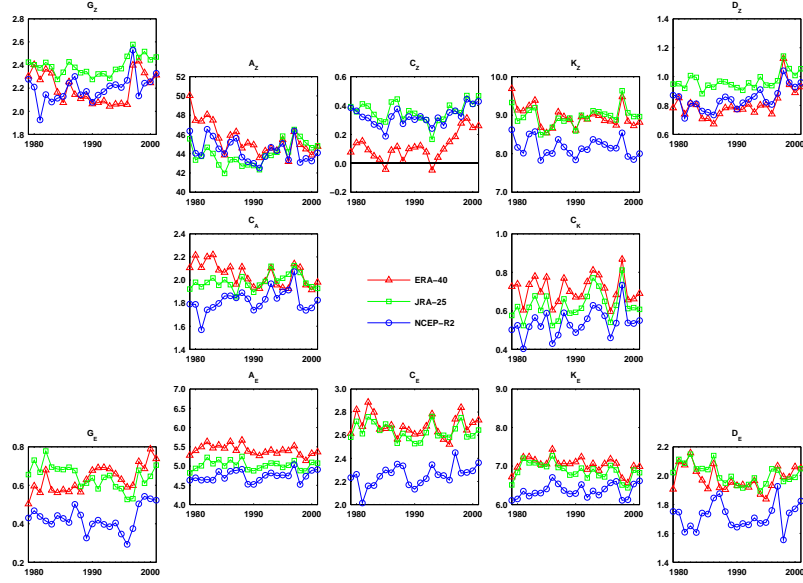 G_Z
2.8
2.6
2.4
2.2
2.0
1.8
1980 1990 2000
A_Z
52
50
48
46
44
42
40
1980 1990 2000
C_Z
0.6
0.4
0.2
0.0
−0.2
1980 1990 2000
K_Z
10.0
9.0
8.0
7.0
1980 1990 2000
D_Z
1.4
1.2
1.0
0.8
0.6
1980 1990 2000
C_A
2.4
2.2
2.0
1.8
1.6
1.4
1980 1990 2000
ERA−40
JRA−25
NCEP−R2
C_K
1.0
0.8
0.6
0.4
1980 1990 2000
G_E
0.8
0.6
0.4
0.2
1980 1990 2000
A_E
7.0
6.5
6.0
5.5
5.0
4.5
4.0
1980 1990 2000
C_E
3.0
2.8
2.6
2.4
2.2
2.0
1980 1990 2000
K_E
9.0
8.0
7.0
6.0
1980 1990 2000
D_E
2.2
2.0
1.8
1.6
1.4
1980 1990 2000